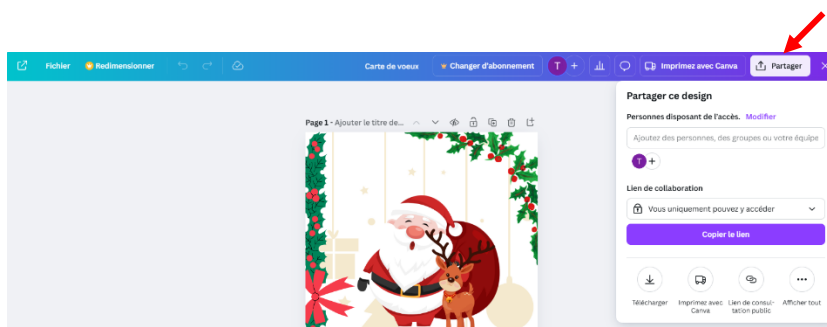 Fichier Redimensionner Carte de voeux Changer d'abonnement T + Imprimez avec Canva Partager
Partager ce design
Personnes disposant de l'accès. Modifier
Page 1 - Ajouter le titre de...
Ajoutez des personnes, des groupes ou votre équipe
T +
Lien de collaboration
Vous uniquement pouvez y accéder
Copier le lien
Télécharger Imprimez avec Canva Lien de consul-tation public Afficher tout